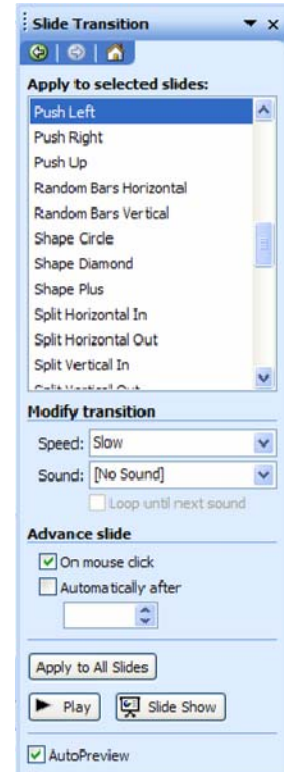 Slide Transition
Apply to selected slides:
Push Left
Push Right
Push Up
Random Bars Horizontal
Random Bars Vertical
Shape Circle
Shape Diamond
Shape Plus
Split Horizontal In
Split Horizontal Out
Split Vertical In
Split Vertical Out
Modify transition
Speed: Slow
Sound: [No Sound]
Loop until next sound
Advance slide
On mouse click
Automatically after
Apply to All Slides
Play Slide Show
AutoPreview